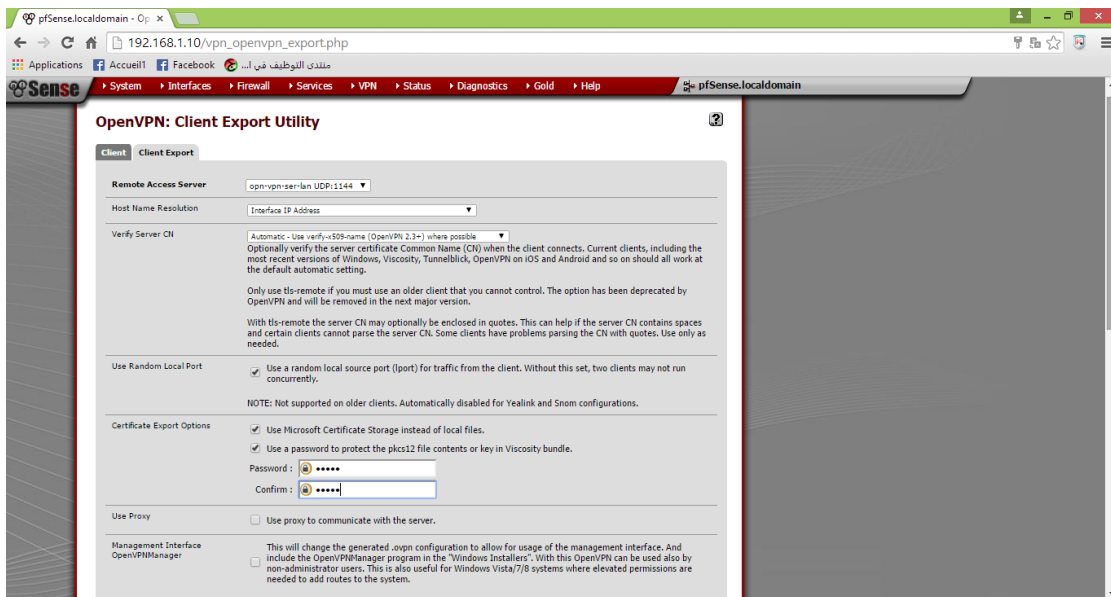 pfSense.localdomain - Op
192.168.1.10/vpn_openvpn_export.php
Applications Accueil1 Facebook منتدى التوظيف في ا...
Sense System Interfaces Firewall Services VPN Status Diagnostics Gold Help pfSense.localdomain
OpenVPN: Client Export Utility
Client Client Export
Remote Access Server opn-vpn-ser-lan UDP:1144
Host Name Resolution Interface IP Address
Verify Server CN Automatic - Use verify-x509-name (OpenVPN 2.3+) where possible
Optionally verify the server certificate Common Name (CN) when the client connects. Current clients, including the
most recent versions of Windows, Viscosity, Tunnelblick, OpenVPN on iOS and Android and so on should all work at
the default automatic setting.
Only use tls-remote if you must use an older client that you cannot control. The option has been deprecated by
OpenVPN and will be removed in the next major version.
With tls-remote the server CN may optionally be enclosed in quotes. This can help if the server CN contains spaces
and certain clients cannot parse the server CN. Some clients have problems parsing the CN with quotes. Use only as
needed.
Use Random Local Port Use a random local source port (lport) for traffic from the client. Without this set, two clients may not run
concurrently.
NOTE: Not supported on older clients. Automatically disabled for Yealink and Snom configurations.
Certificate Export Options Use Microsoft Certificate Storage instead of local files.
Use a password to protect the pkcs12 file contents or key in Viscosity bundle.
Password : •••••
Confirm : •••••
Use Proxy Use proxy to communicate with the server.
Management Interface
OpenVPNManager
This will change the generated .ovpn configuration to allow for usage of the management interface. And
include the OpenVPNManager program in the "Windows Installers". With this OpenVPN can be used also by
non-administrator users. This is also useful for Windows Vista/7/8 systems where elevated permissions are
needed to add routes to the system.